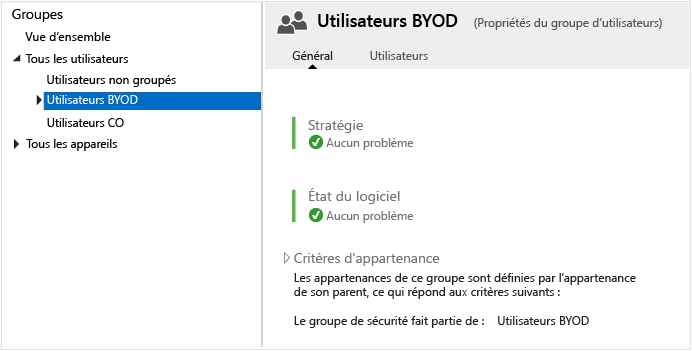 Groupes
Vue d'ensemble
Tous les utilisateurs
Utilisateurs non groupés
Utilisateurs BYOD
Utilisateurs CO
Tous les appareils
Utilisateurs BYOD (Propriétés du groupe d'utilisateurs)
Général Utilisateurs
Stratégie
Aucun problème
État du logiciel
Aucun problème
Critères d'appartenance
Les appartenances de ce groupe sont définies par l'appartenance
de son parent, ce qui répond aux critères suivants :
Le groupe de sécurité fait partie de : Utilisateurs BYOD